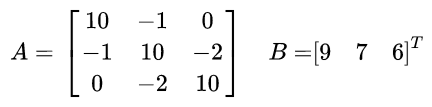 A = [ 10 −1 0
−1 10 −2
0 −2 10 ] B =[9 7 6]^T